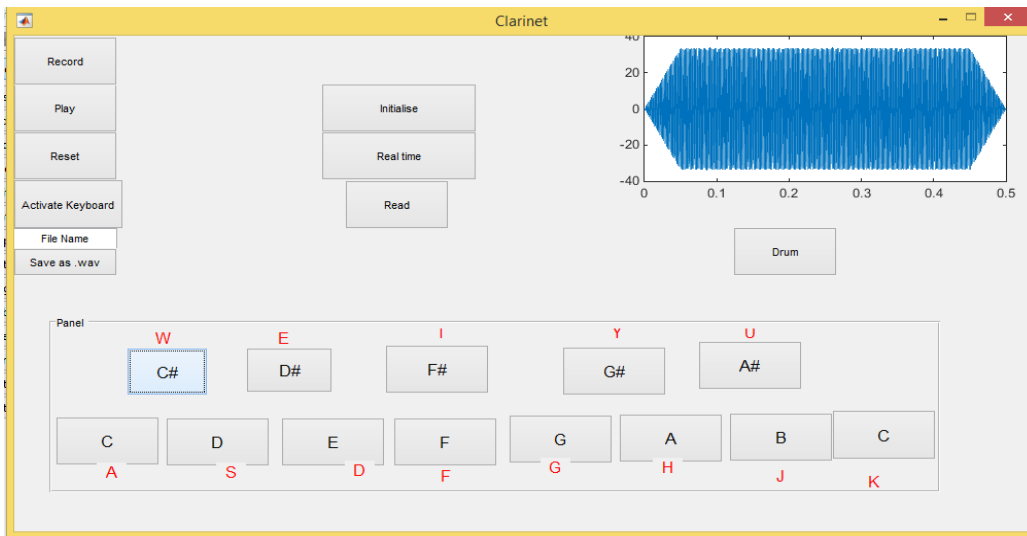 Clarinet
Record
Play
Reset
Activate Keyboard
File Name
Save as .wav
Initialise
Real time
Read
40
20
0
-20
-40
0 0.1 0.2 0.3 0.4 0.5
Drum
Panel
W E I Y U
C# D# F# G# A#
C D E F G A B C
A S D F G H J K